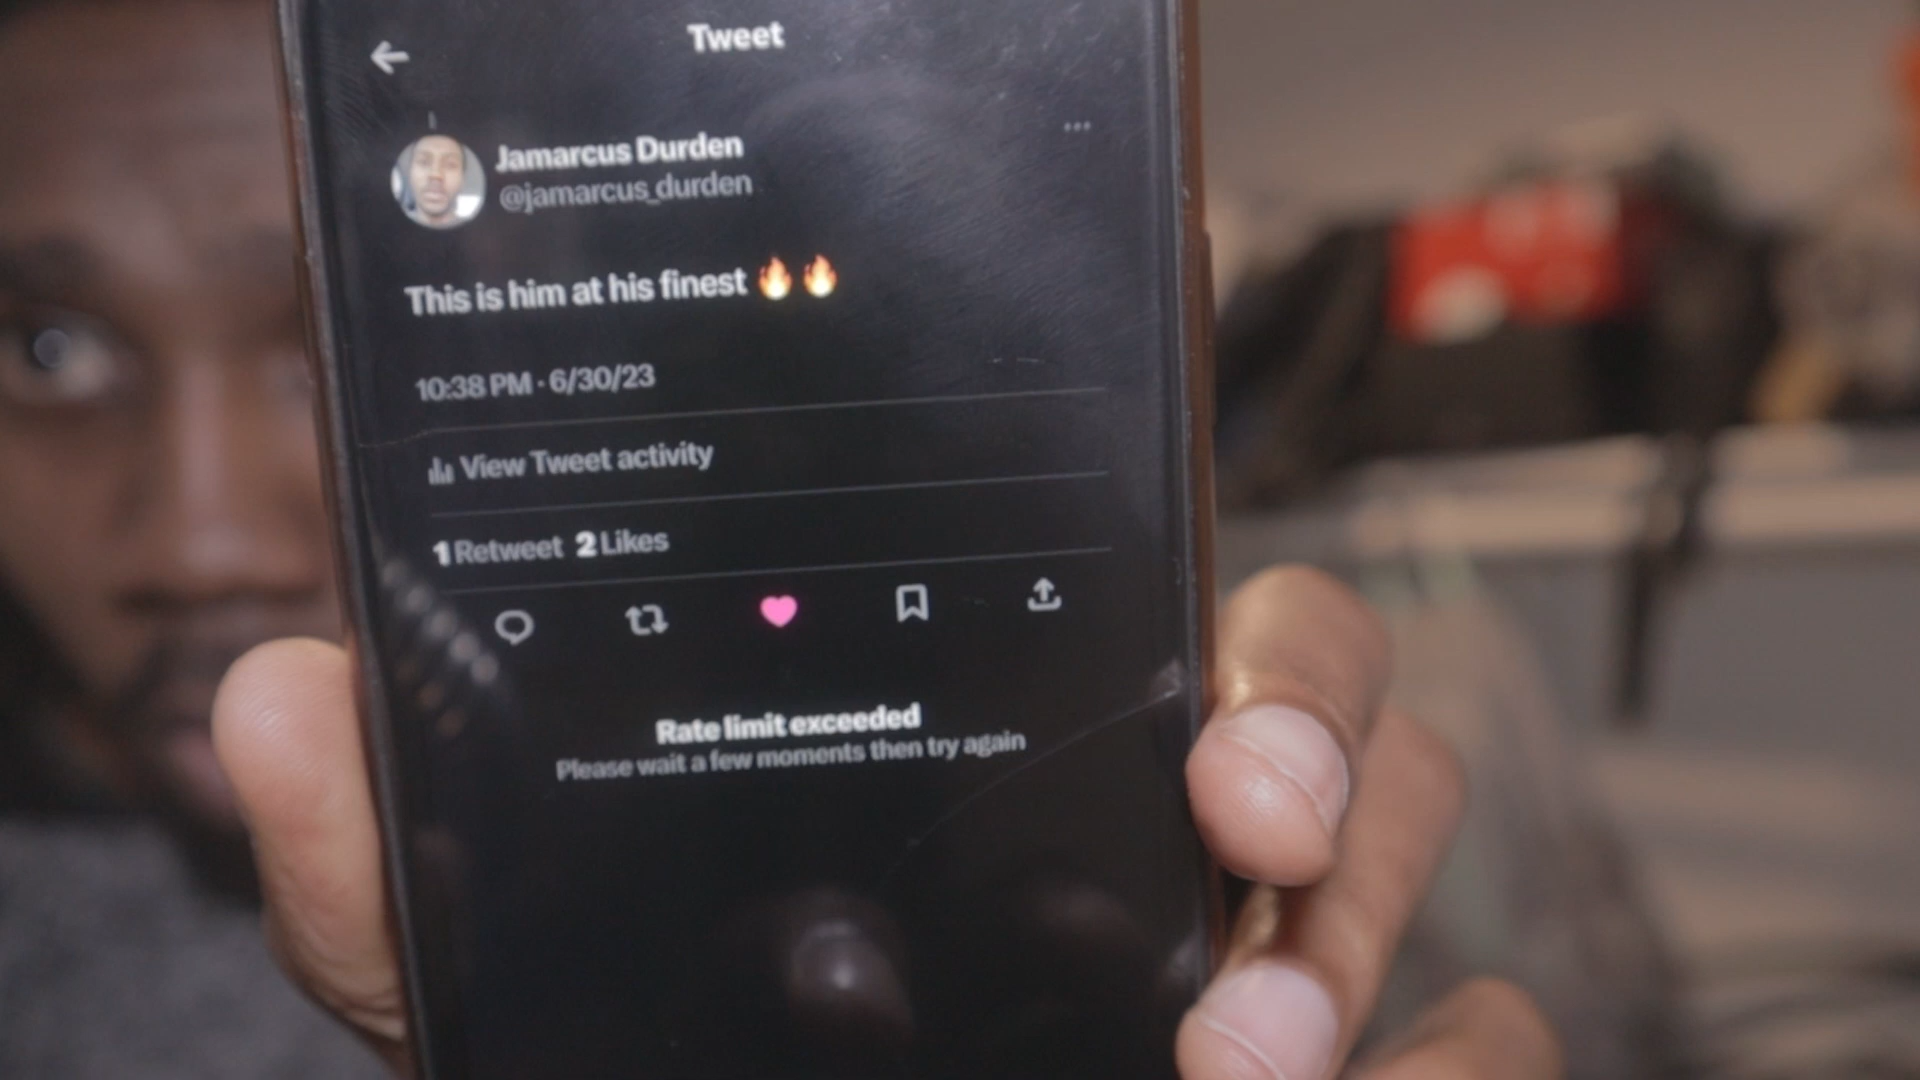 Tweet
Jamarcus Durden
@jamarcus_durden
This is him at his finest 🔥🔥
10:38 PM · 6/30/23
View Tweet activity
1 Retweet 2 Likes
Rate limit exceeded
Please wait a few moments then try again